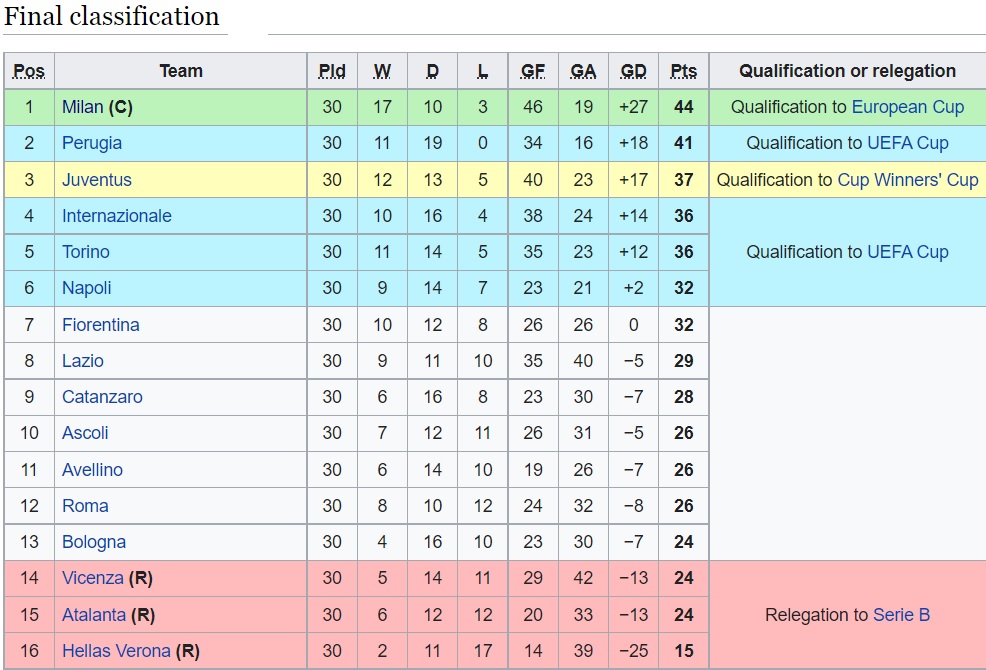 Final classification
Pos Team Pld W D L GF GA GD Pts Qualification or relegation
1 Milan (C) 30 17 10 3 46 19 +27 44 Qualification to European Cup
2 Perugia 30 11 19 0 34 16 +18 41 Qualification to UEFA Cup
3 Juventus 30 12 13 5 40 23 +17 37 Qualification to Cup Winners' Cup
4 Internazionale 30 10 16 4 38 24 +14 36
5 Torino 30 11 14 5 35 23 +12 36 Qualification to UEFA Cup
6 Napoli 30 9 14 7 23 21 +2 32
7 Fiorentina 30 10 12 8 26 26 0 32
8 Lazio 30 9 11 10 35 40 −5 29
9 Catanzaro 30 6 16 8 23 30 −7 28
10 Ascoli 30 7 12 11 26 31 −5 26
11 Avellino 30 6 14 10 19 26 −7 26
12 Roma 30 8 10 12 24 32 −8 26
13 Bologna 30 4 16 10 23 30 −7 24
14 Vicenza (R) 30 5 14 11 29 42 −13 24
15 Atalanta (R) 30 6 12 12 20 33 −13 24 Relegation to Serie B
16 Hellas Verona (R) 30 2 11 17 14 39 −25 15